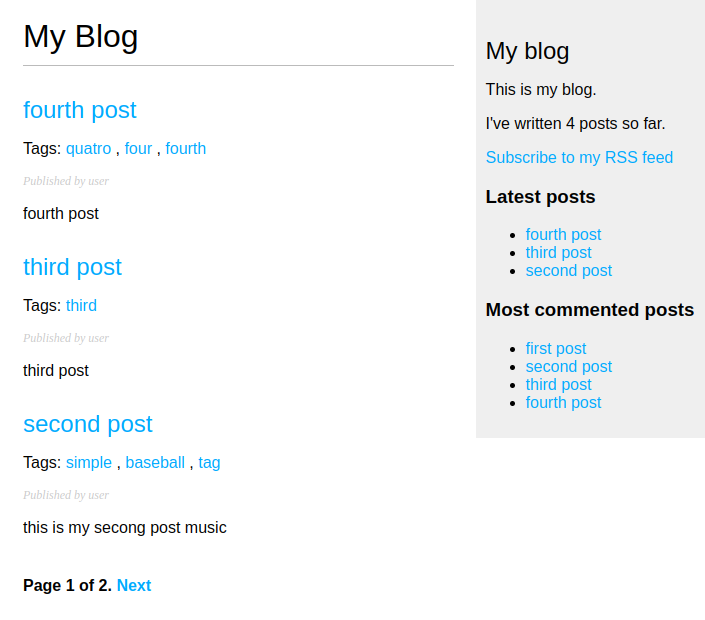 My Blog
fourth post
Tags: quatro , four , fourth
Published by user
fourth post
third post
Tags: third
Published by user
third post
second post
Tags: simple , baseball , tag
Published by user
this is my secong post music
Page 1 of 2. Next
My blog
This is my blog.
I've written 4 posts so far.
Subscribe to my RSS feed
Latest posts
fourth post
third post
second post
Most commented posts
first post
second post
third post
fourth post